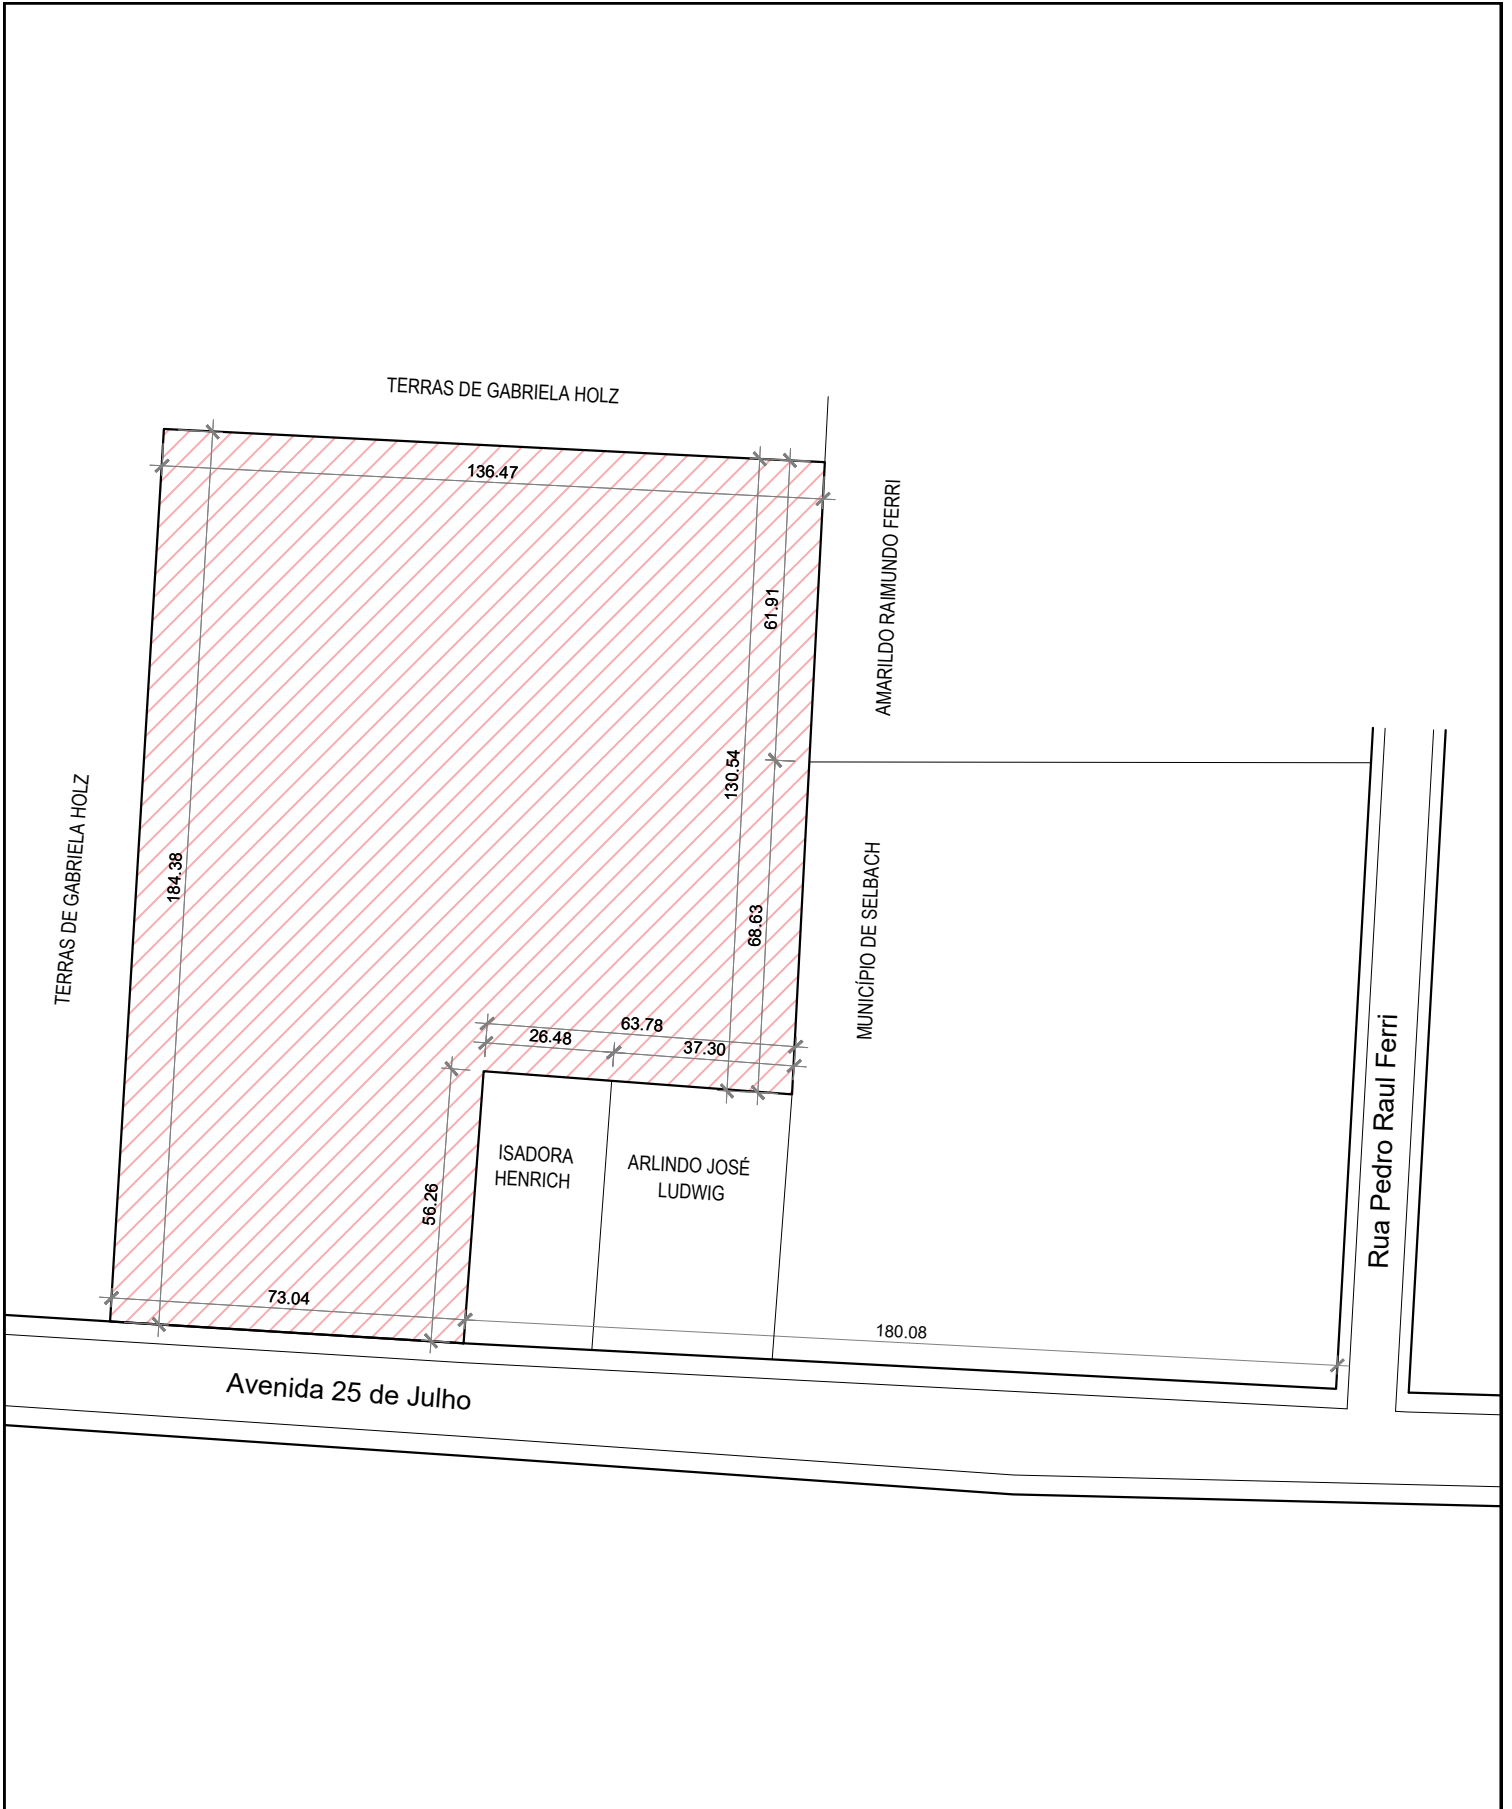 TERRAS DE GABRIELA HOLZ
136.47
AMARILDO RAIMUNDO FERRI
61.91
130.54
TERRAS DE GABRIELA HOLZ
184.38
MUNICÍPIO DE SELBACH
68.63
63.78
26.48
37.30
Rua Pedro Raul Ferri
ISADORA
HENRICH
ARLINDO JOSÉ
LUDWIG
56.26
73.04
180.08
Avenida 25 de Julho